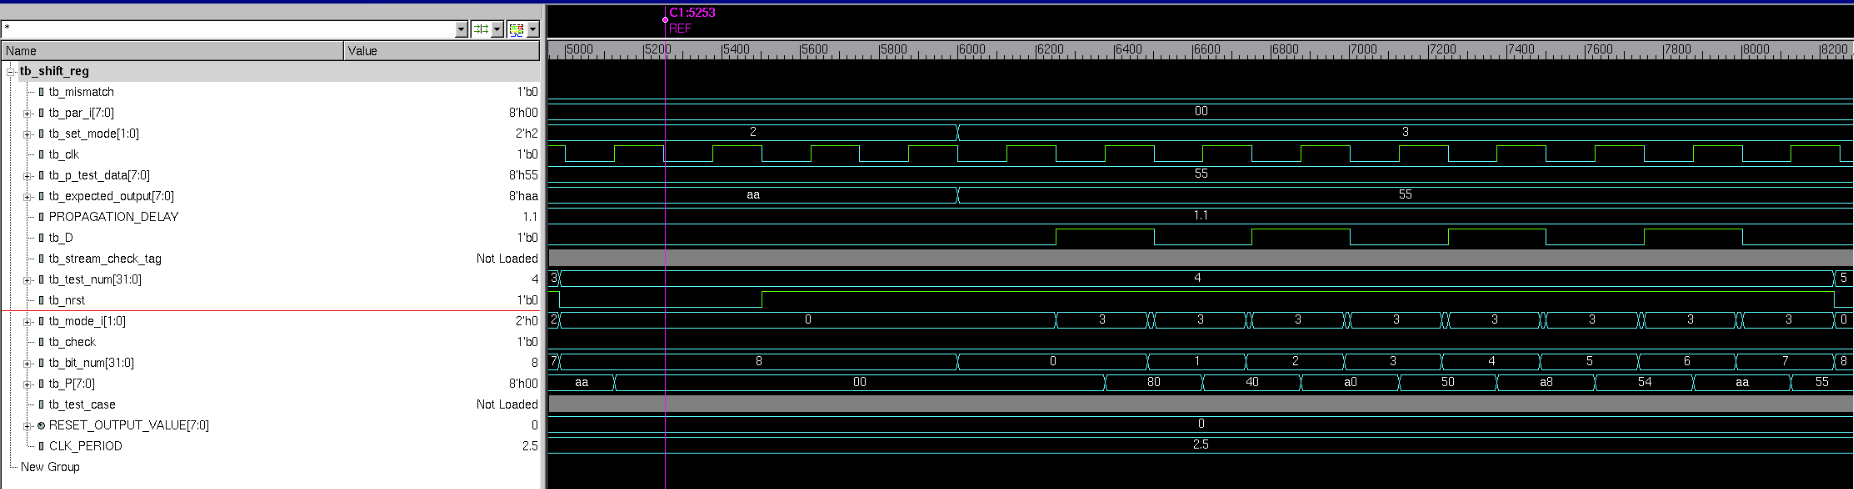 C1:5253
REF
*
Name Value
5000 5200 5400 5600 5800 6000 6200 6400 6600 6800 7000 7200 7400 7600 7800 8000 8200
tb_shift_reg
tb_mismatch 1'b0
tb_par_i[7:0] 8'h00 00
tb_set_mode[1:0] 2'h2 2 3
tb_clk 1'b0
tb_p_test_data[7:0] 8'h55 55
tb_expected_output[7:0] 8'haa aa 55
PROPAGATION_DELAY 1.1 1.1
tb_D 1'b0
tb_stream_check_tag Not Loaded
tb_test_num[31:0] 4 3 4 5
tb_nrst 1'b0
tb_mode_i[1:0] 2'h0 2 0 3 3 3 3 3 3 3 3 0
tb_check 1'b0
tb_bit_num[31:0] 8 7 8 0 1 2 3 4 5 6 7 8
tb_P[7:0] 8'h00 aa 00 80 40 a0 50 a8 54 aa 55
tb_test_case Not Loaded
RESET_OUTPUT_VALUE[7:0] 0 0
CLK_PERIOD 2.5 2.5
New Group